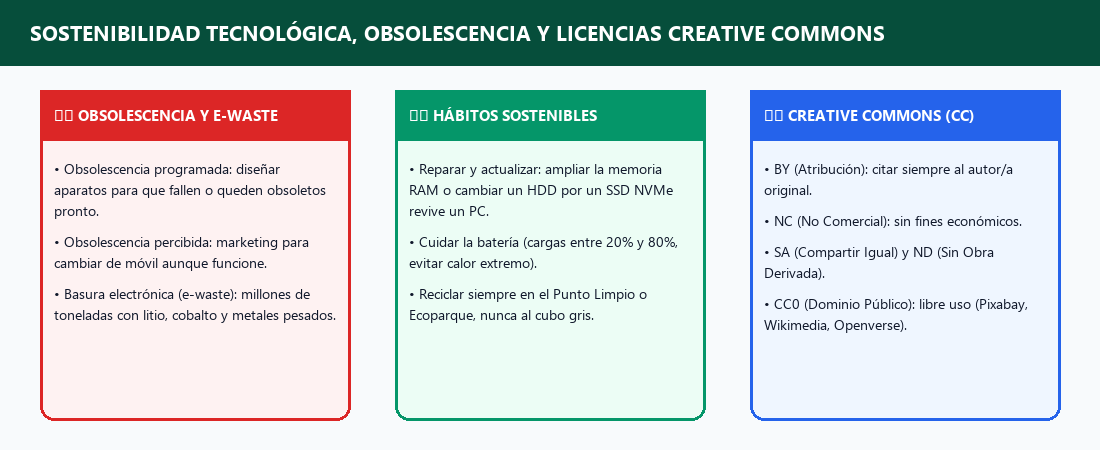 SOSTENIBILIDAD TECNOLÓGICA, OBSOLESCENCIA Y LICENCIAS CREATIVE COMMONS
OBSOLESCENCIA Y E-WASTE
• Obsolescencia programada: diseñar
aparatos para que fallen o queden obsoletos
pronto.
• Obsolescencia percibida: marketing para
cambiar de móvil aunque funcione.
• Basura electrónica (e-waste): millones de
toneladas con litio, cobalto y metales pesados.
HÁBITOS SOSTENIBLES
• Reparar y actualizar: ampliar la memoria
RAM o cambiar un HDD por un SSD NVMe
revive un PC.
• Cuidar la batería (cargas entre 20% y 80%,
evitar calor extremo).
• Reciclar siempre en el Punto Limpio o
Ecoparque, nunca al cubo gris.
CREATIVE COMMONS (CC)
• BY (Atribución): citar siempre al autor/a
original.
• NC (No Comercial): sin fines económicos.
• SA (Compartir Igual) y ND (Sin Obra
Derivada).
• CC0 (Dominio Público): libre uso (Pixabay,
Wikimedia, Openverse).